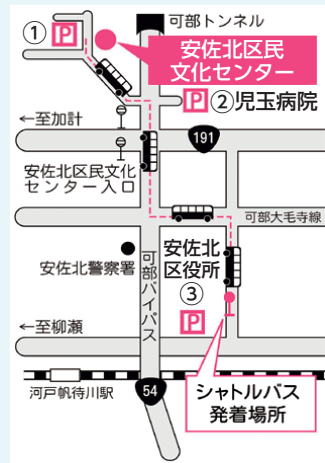 可部トンネル
①
P
安佐北区民
文化センター
P
②児玉病院
←至加計
191
安佐北区民文化
センター入口
可部大毛寺線
安佐北
区役所
安佐北警察署
③
P
可部バイパス
←至柳瀬
シャトルバス
発着場所
河戸帆待川駅
54